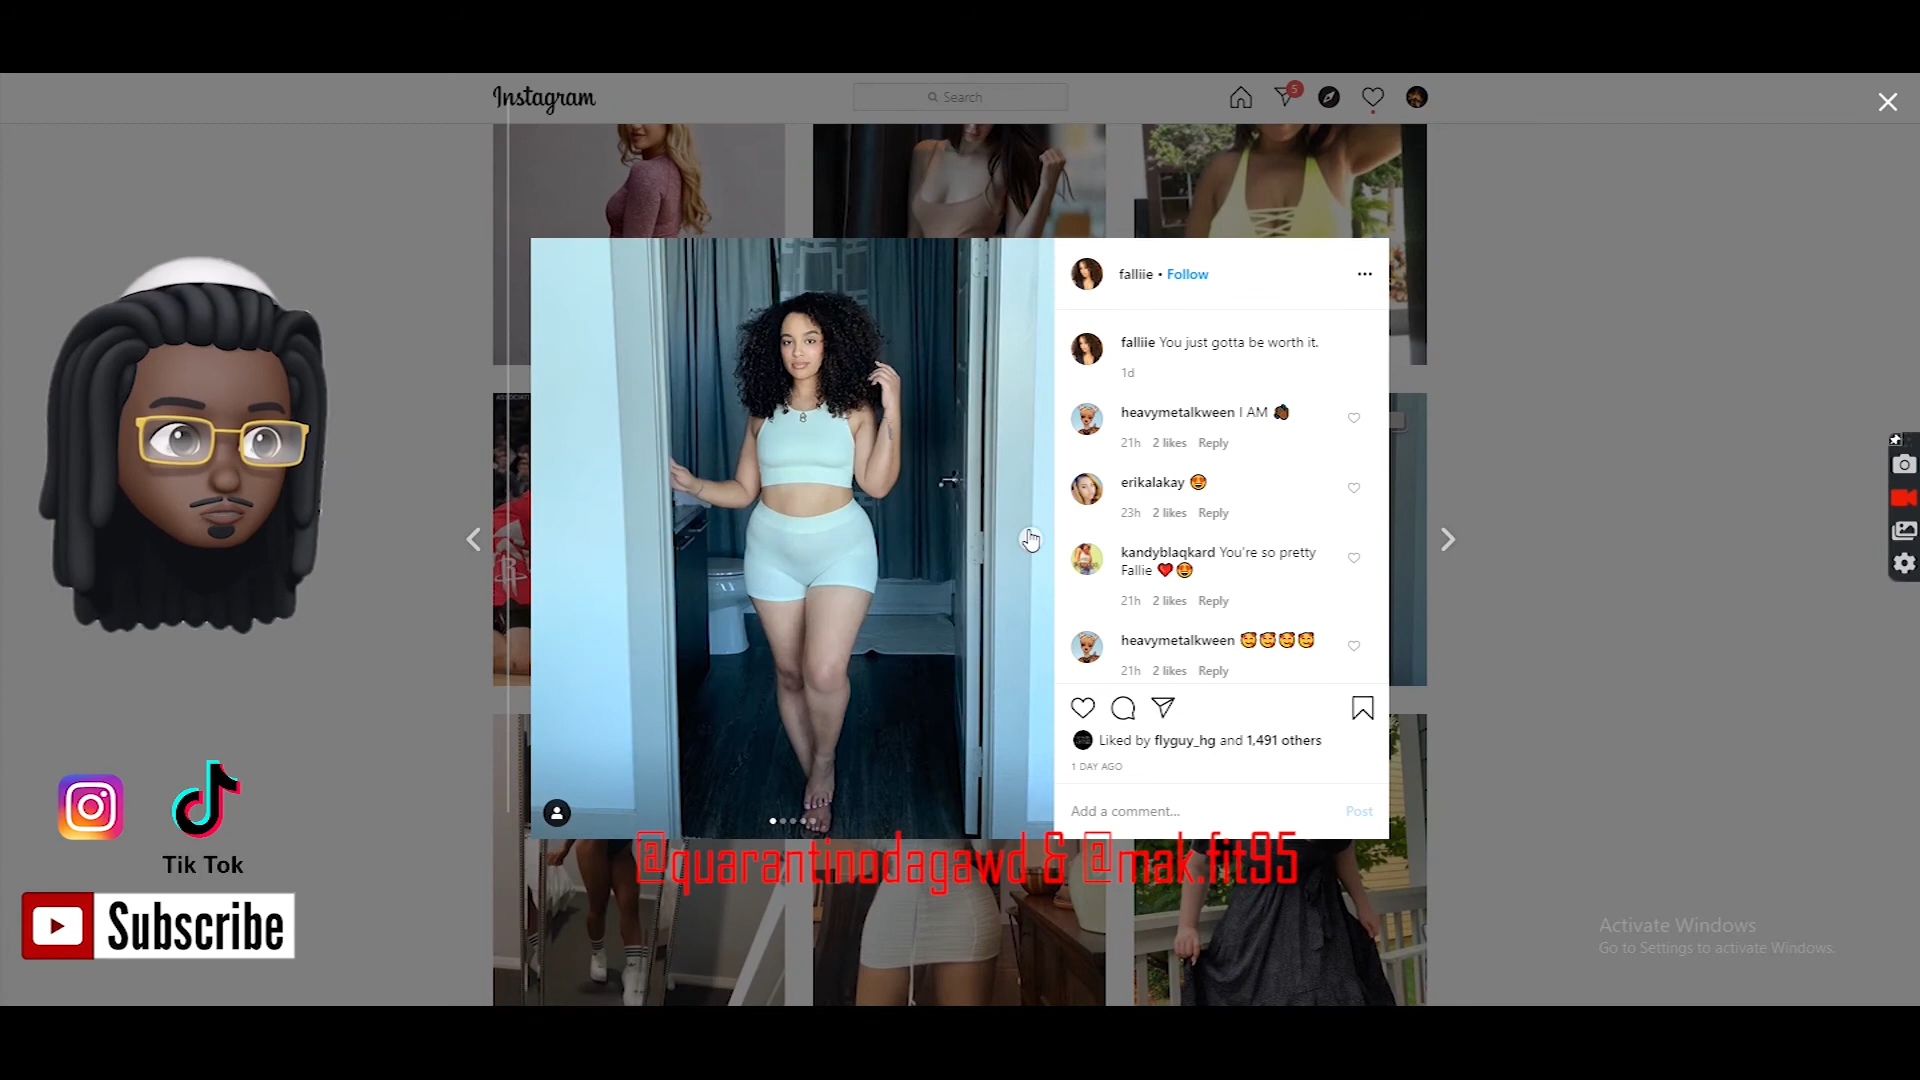 Instagram
Search
5
falliie • Follow
falliie You just gotta be worth it.
1d
heavymetalkween I AM
21h 2 likes Reply
erikalakay
23h 2 likes Reply
kandyblaqkard You're so pretty
Fallie
21h 2 likes Reply
heavymetalkween
21h 2 likes Reply
Liked by flyguy_hg and 1,491 others
1 DAY AGO
Add a comment... Post
@quarantinodagawd & @mak.fit95
Tik Tok
Subscribe
Activate Windows
Go to Settings to activate Windows.